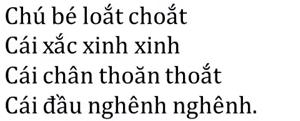 Chú bé loắt choắt
Cái xắc xinh xinh
Cái chân thoăn thoắt
Cái đầu nghênh nghênh.